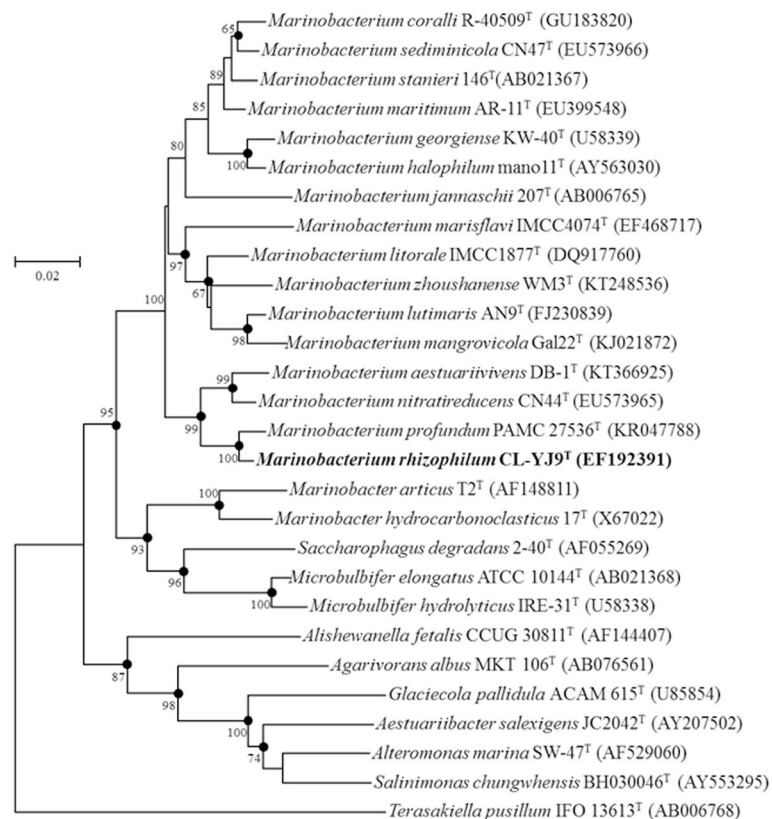 65 Marinobacterium coralli R-40509ᵀ (GU183820)
Marinobacterium sediminicola CN47ᵀ (EU573966)
89 Marinobacterium stanieri 146ᵀ(AB021367)
85 Marinobacterium maritimum AR-11ᵀ (EU399548)
Marinobacterium georgiense KW-40ᵀ (U58339)
80
100 Marinobacterium halophilum mano11ᵀ (AY563030)
Marinobacterium jannaschii 207ᵀ (AB006765)
Marinobacterium marisflavi IMCC4074ᵀ (EF468717)
97 Marinobacterium litorale IMCC1877ᵀ (DQ917760)
0.02
67 Marinobacterium zhoushanense WM3ᵀ (KT248536)
100 Marinobacterium lutimaris AN9ᵀ (FJ230839)
98 Marinobacterium mangrovicola Gal22ᵀ (KJ021872)
99 Marinobacterium aestuariivivens DB-1ᵀ (KT366925)
Marinobacterium nitratireducens CN44ᵀ (EU573965)
95
99 Marinobacterium profundum PAMC 27536ᵀ (KR047788)
100 Marinobacterium rhizophilum CL-YJ9ᵀ (EF192391)
100 Marinobacter articus T2ᵀ (AF148811)
Marinobacter hydrocarbonoclasticus 17ᵀ (X67022)
93 Saccharophagus degradans 2-40ᵀ (AF055269)
96 Microbulbifer elongatus ATCC 10144ᵀ (AB021368)
100 Microbulbifer hydrolyticus IRE-31ᵀ (U58338)
Alishewanella fetalis CCUG 30811ᵀ (AF144407)
87 Agarivorans albus MKT 106ᵀ (AB076561)
98 Glaciecola pallidula ACAM 615ᵀ (U85854)
100 Aestuariibacter salexigens JC2042ᵀ (AY207502)
74 Alteromonas marina SW-47ᵀ (AF529060)
Salinimonas chungwhensis BH030046ᵀ (AY553295)
Terasakiella pusillum IFO 13613ᵀ (AB006768)